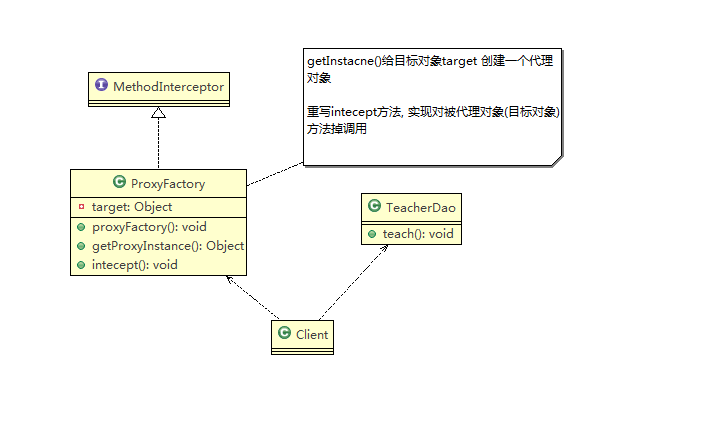 getInstacne()给目标对象target 创建一个代理
对象
重写intecept方法, 实现对被代理对象(目标对象)
方法掉调用
I MethodInterceptor
C ProxyFactory
target: Object
proxyFactory(): void
getProxyInstance(): Object
intecept(): void
C TeacherDao
teach(): void
C Client